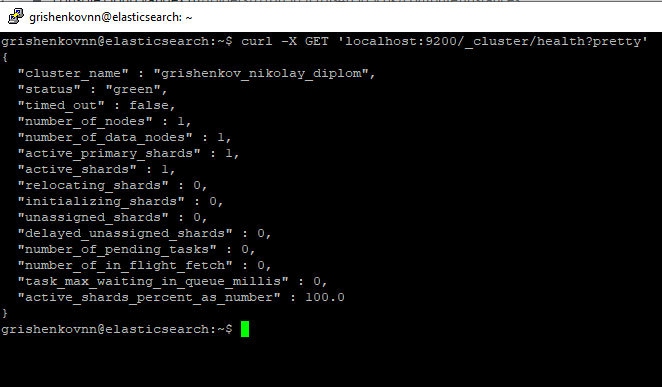 grishenkovnn@elasticsearch: ~
grishenkovnn@elasticsearch:~$ curl -X GET 'localhost:9200/_cluster/health?pretty'
{
  "cluster_name" : "grishenkov_nikolay_diplom",
  "status" : "green",
  "timed_out" : false,
  "number_of_nodes" : 1,
  "number_of_data_nodes" : 1,
  "active_primary_shards" : 1,
  "active_shards" : 1,
  "relocating_shards" : 0,
  "initializing_shards" : 0,
  "unassigned_shards" : 0,
  "delayed_unassigned_shards" : 0,
  "number_of_pending_tasks" : 0,
  "number_of_in_flight_fetch" : 0,
  "task_max_waiting_in_queue_millis" : 0,
  "active_shards_percent_as_number" : 100.0
}
grishenkovnn@elasticsearch:~$